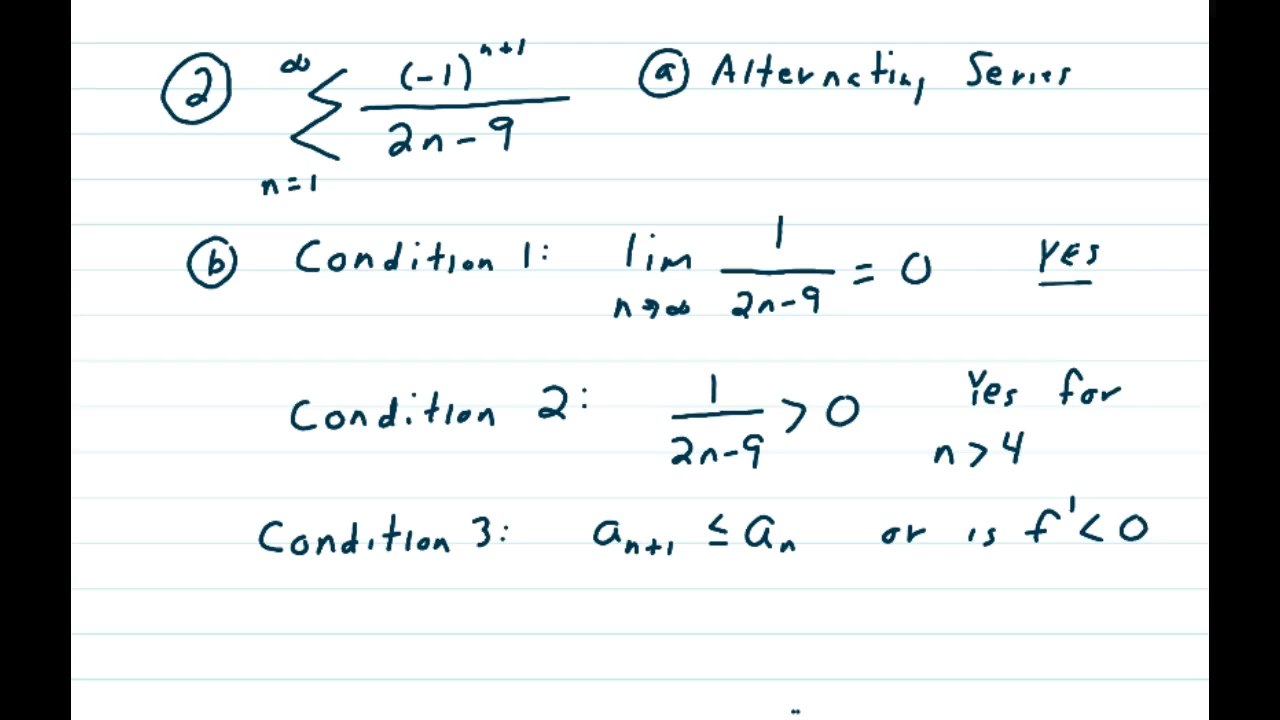 ② ∞ Σ n=1 (-1)^(n+1) / (2n-9) ⓐ Alternating Series
ⓑ Condition 1: lim n→∞ 1/(2n-9) = 0 Yes
Condition 2: 1/(2n-9) > 0 Yes for n > 4
Condition 3: a_(n+1) ≤ a_n or is f' < 0